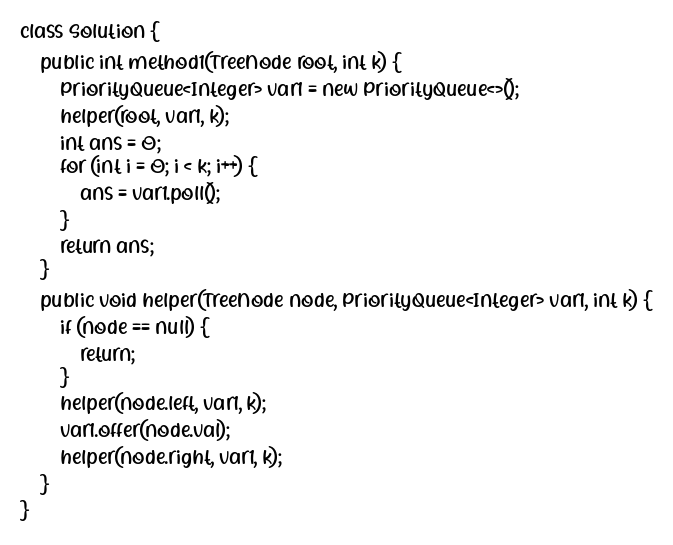 class Solution {
    public int method1(TreeNode root, int k) {
        PriorityQueue<Integer> var1 = new PriorityQueue<>();
        helper(root, var1, k);
        int ans = 0;
        for (int i = 0; i < k; i++) {
            ans = var1.poll();
        }
        return ans;
    }
    public void helper(TreeNode node, PriorityQueue<Integer> var1, int k) {
        if (node == null) {
            return;
        }
        helper(node.left, var1, k);
        var1.offer(node.val);
        helper(node.right, var1, k);
    }
}